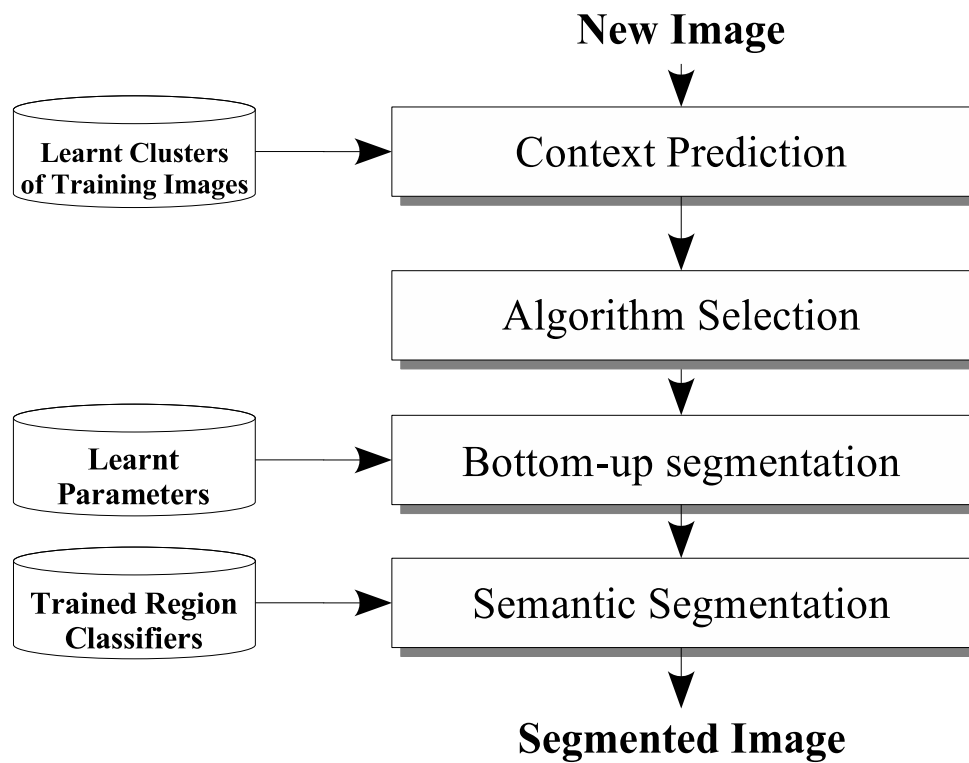 New Image
Learnt Clusters
of Training Images
Context Prediction
Algorithm Selection
Learnt
Parameters
Bottom-up segmentation
Trained Region
Classifiers
Semantic Segmentation
Segmented Image